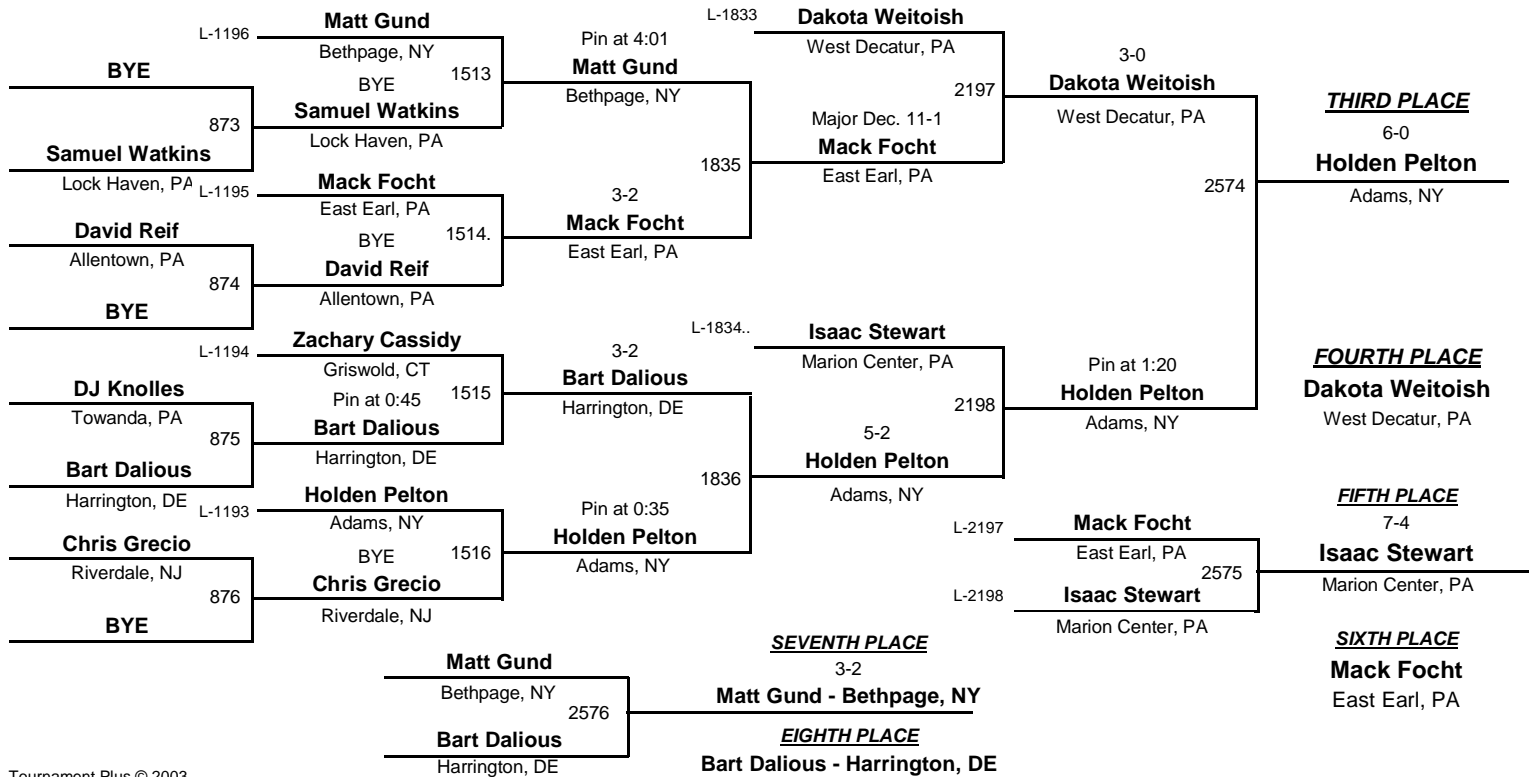 L-1196
Matt Gund
Bethpage, NY
BYE
BYE
1513
Samuel Watkins
Lock Haven, PA
873
Samuel Watkins
Lock Haven, PA
L-1195
Mack Focht
East Earl, PA
David Reif
Allentown, PA
BYE
1514.
David Reif
Allentown, PA
874
BYE
L-1194
Zachary Cassidy
Griswold, CT
DJ Knolles
Towanda, PA
Pin at 0:45
1515
Bart Dalious
Harrington, DE
875
Bart Dalious
Harrington, DE
L-1193
Holden Pelton
Adams, NY
Chris Grecio
Riverdale, NJ
BYE
1516
Chris Grecio
Riverdale, NJ
876
BYE
Pin at 4:01
Matt Gund
Bethpage, NY
1835
3-2
Mack Focht
East Earl, PA
3-2
Bart Dalious
Harrington, DE
1836
Pin at 0:35
Holden Pelton
Adams, NY
L-1833
Dakota Weitoish
West Decatur, PA
2197
Major Dec. 11-1
Mack Focht
East Earl, PA
L-1834..
Isaac Stewart
Marion Center, PA
2198
5-2
Holden Pelton
Adams, NY
3-0
Dakota Weitoish
West Decatur, PA
2574
Pin at 1:20
Holden Pelton
Adams, NY
THIRD PLACE
6-0
Holden Pelton
Adams, NY
FOURTH PLACE
Dakota Weitoish
West Decatur, PA
L-2197
Mack Focht
East Earl, PA
2575
L-2198
Isaac Stewart
Marion Center, PA
FIFTH PLACE
7-4
Isaac Stewart
Marion Center, PA
SIXTH PLACE
Mack Focht
East Earl, PA
Matt Gund
Bethpage, NY
2576
Bart Dalious
Harrington, DE
SEVENTH PLACE
3-2
Matt Gund - Bethpage, NY
EIGHTH PLACE
Bart Dalious - Harrington, DE
Tournament Plus © 2003